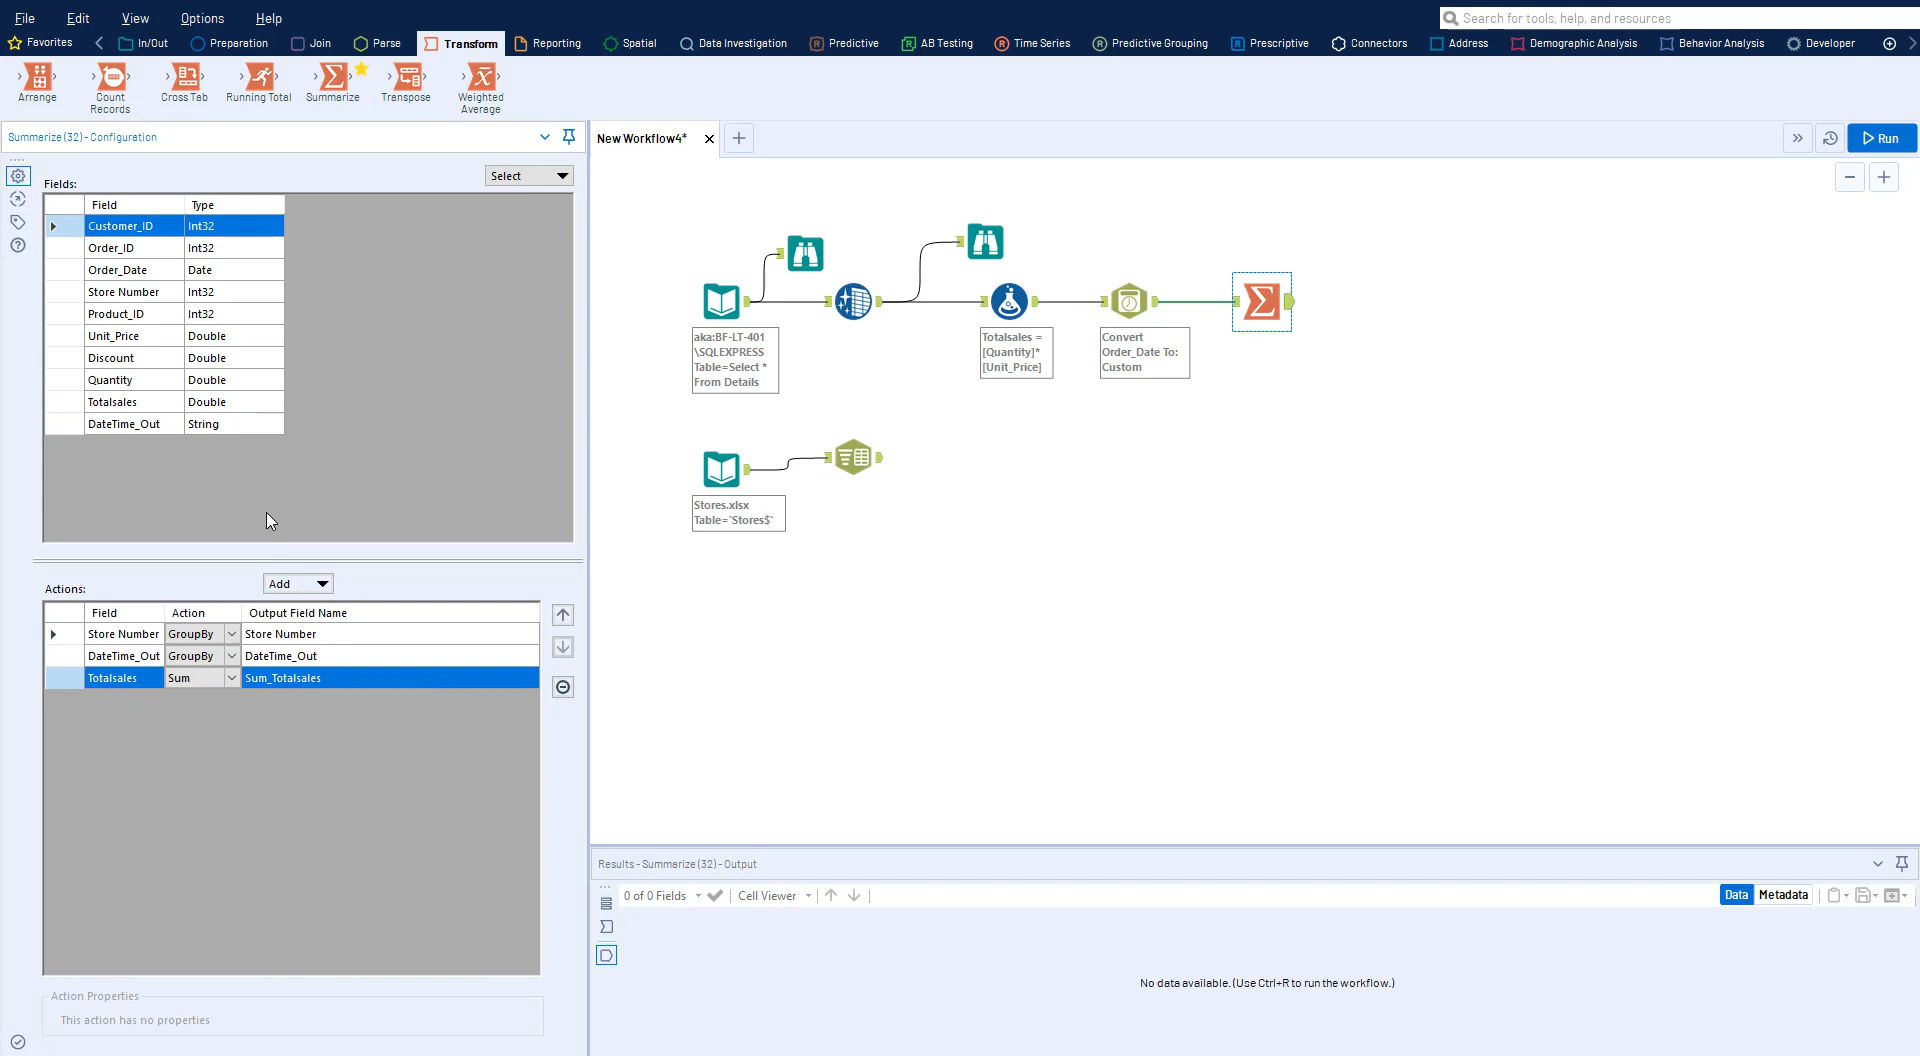 File Edit View Options Help
Search for tools, help, and resources
Favorites In/Out Preparation Join Parse Transform Reporting Spatial Data Investigation Predictive AB Testing Time Series Predictive Grouping Prescriptive Connectors Address Demographic Analysis Behavior Analysis Developer
Arrange Count Records Cross Tab Running Total Summarize Transpose Weighted Average
Summarize (32) - Configuration
New Workflow4*
Run
Fields:
Select
Field Type
Customer_ID Int32
Order_ID Int32
Order_Date Date
Store Number Int32
Product_ID Int32
Unit_Price Double
Discount Double
Quantity Double
Totalsales Double
DateTime_Out String
Actions:
Add
Field Action Output Field Name
Store Number GroupBy Store Number
DateTime_Out GroupBy DateTime_Out
Totalsales Sum Sum_Totalsales
Action Properties
This action has no properties
aka:BF-LT-401
\SQLEXPRESS
Table=Select *
From Details
Totalsales =
[Quantity]*
[Unit_Price]
Convert
Order_Date To:
Custom
Stores.xlsx
Table=`Stores$`
Results - Summarize (32) - Output
0 of 0 Fields Cell Viewer
Data Metadata
No data available. (Use Ctrl+R to run the workflow.)